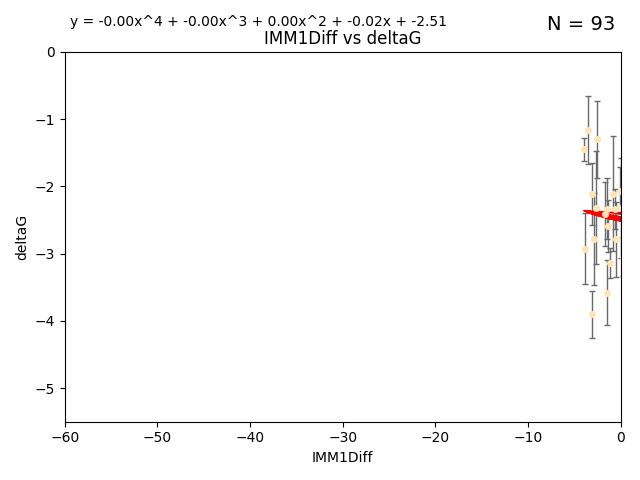 y = -0.00x^4 + -0.00x^3 + 0.00x^2 + -0.02x + -2.51
N = 93
IMM1Diff vs deltaG
0
−1
−2
−3
−4
−5
deltaG
−60 −50 −40 −30 −20 −10 0
IMM1Diff